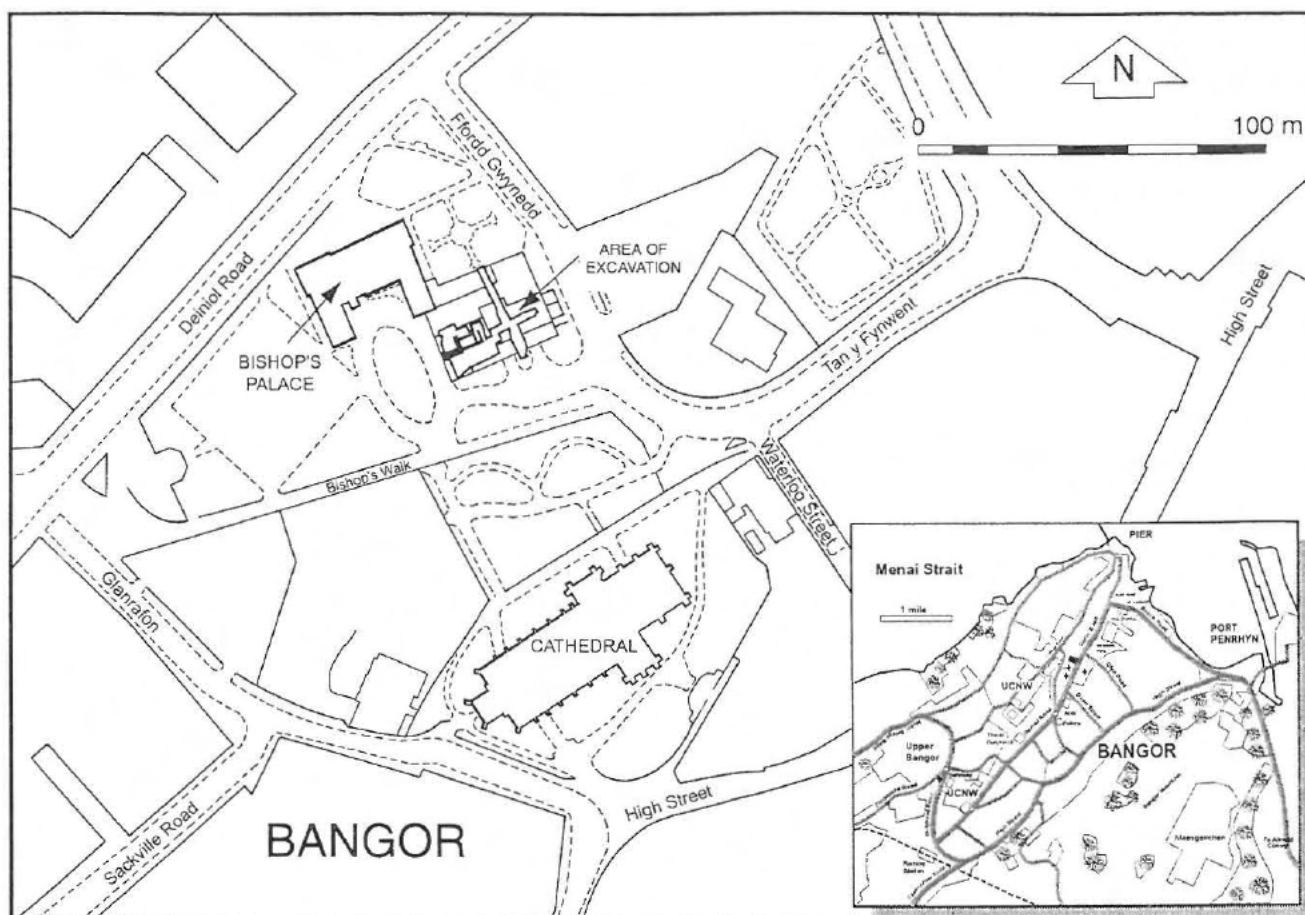 N
0
100 m
Ffordd Gwynedd
AREA OF
EXCAVATION
Deiniol Road
High Street
BISHOP'S
PALACE
Tan y Fynwent
Waterloo Street
Bishop's Walk
Glanrafon
CATHEDRAL
High Street
Sackville Road
BANGOR
PIER
Menai Strait
1 mile
PORT
PENRHYN
UCNW
Upper
Bangor
BANGOR
UCNW
Maesgeirchen